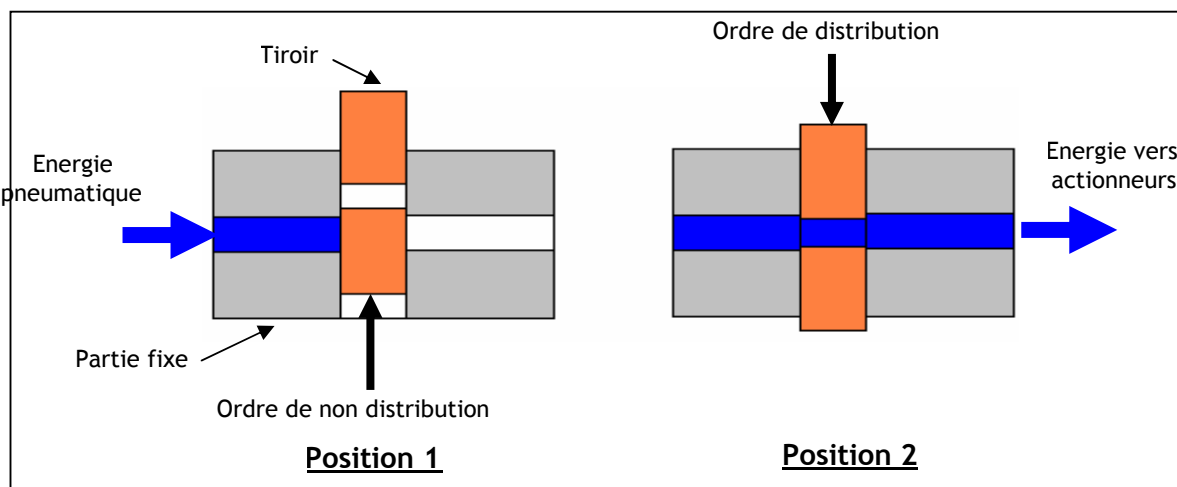 Tiroir
Energie
pneumatique
Partie fixe
Ordre de non distribution
Position 1
Ordre de distribution
Energie vers
actionneurs
Position 2